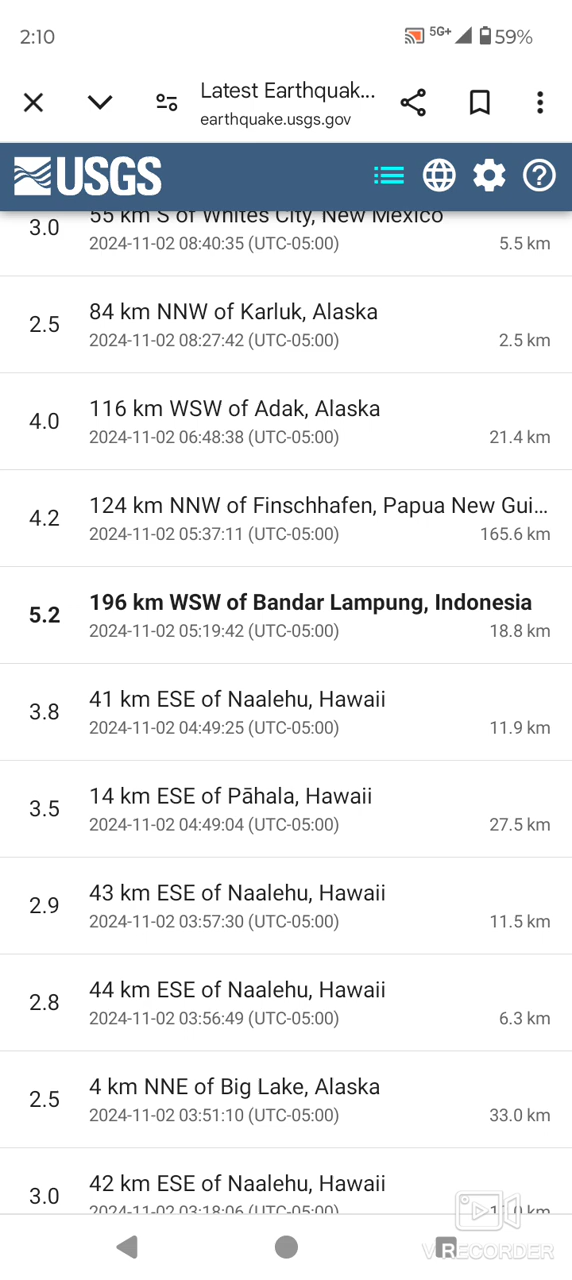 2:10
5G+
59%
Latest Earthquak...
earthquake.usgs.gov
USGS
55 km S of Whites City, New Mexico
3.0
2024-11-02 08:40:35 (UTC-05:00)
5.5 km
84 km NNW of Karluk, Alaska
2.5
2024-11-02 08:27:42 (UTC-05:00)
2.5 km
116 km WSW of Adak, Alaska
4.0
2024-11-02 06:48:38 (UTC-05:00)
21.4 km
124 km NNW of Finschhafen, Papua New Gui...
4.2
2024-11-02 05:37:11 (UTC-05:00)
165.6 km
196 km WSW of Bandar Lampung, Indonesia
5.2
2024-11-02 05:19:42 (UTC-05:00)
18.8 km
41 km ESE of Naalehu, Hawaii
3.8
2024-11-02 04:49:25 (UTC-05:00)
11.9 km
14 km ESE of Pāhala, Hawaii
3.5
2024-11-02 04:49:04 (UTC-05:00)
27.5 km
43 km ESE of Naalehu, Hawaii
2.9
2024-11-02 03:57:30 (UTC-05:00)
11.5 km
44 km ESE of Naalehu, Hawaii
2.8
2024-11-02 03:56:49 (UTC-05:00)
6.3 km
4 km NNE of Big Lake, Alaska
2.5
2024-11-02 03:51:10 (UTC-05:00)
33.0 km
42 km ESE of Naalehu, Hawaii
3.0
2024-11-02 03:18:06 (UTC-05:00)
km
VRECORDER